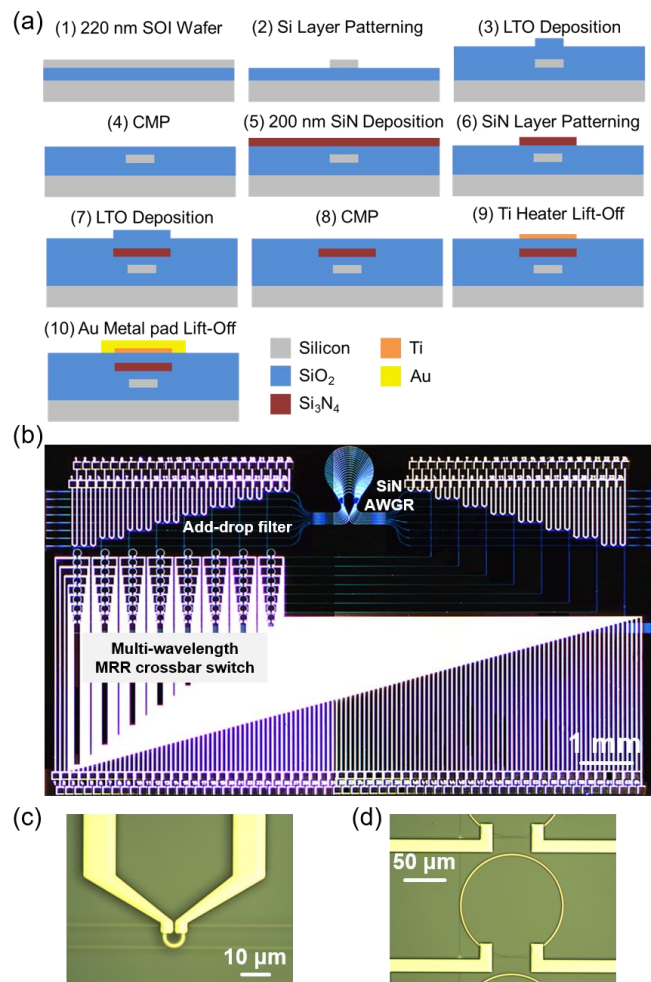 (a)
(1) 220 nm SOI Wafer
(2) Si Layer Patterning
(3) LTO Deposition
(4) CMP
(5) 200 nm SiN Deposition
(6) SiN Layer Patterning
(7) LTO Deposition
(8) CMP
(9) Ti Heater Lift-Off
(10) Au Metal pad Lift-Off
Silicon
Ti
SiO₂
Au
Si₃N₄
(b)
SiN
AWGR
Add-drop filter
Multi-wavelength
MRR crossbar switch
1 mm
(c)
10 µm
(d)
50 µm